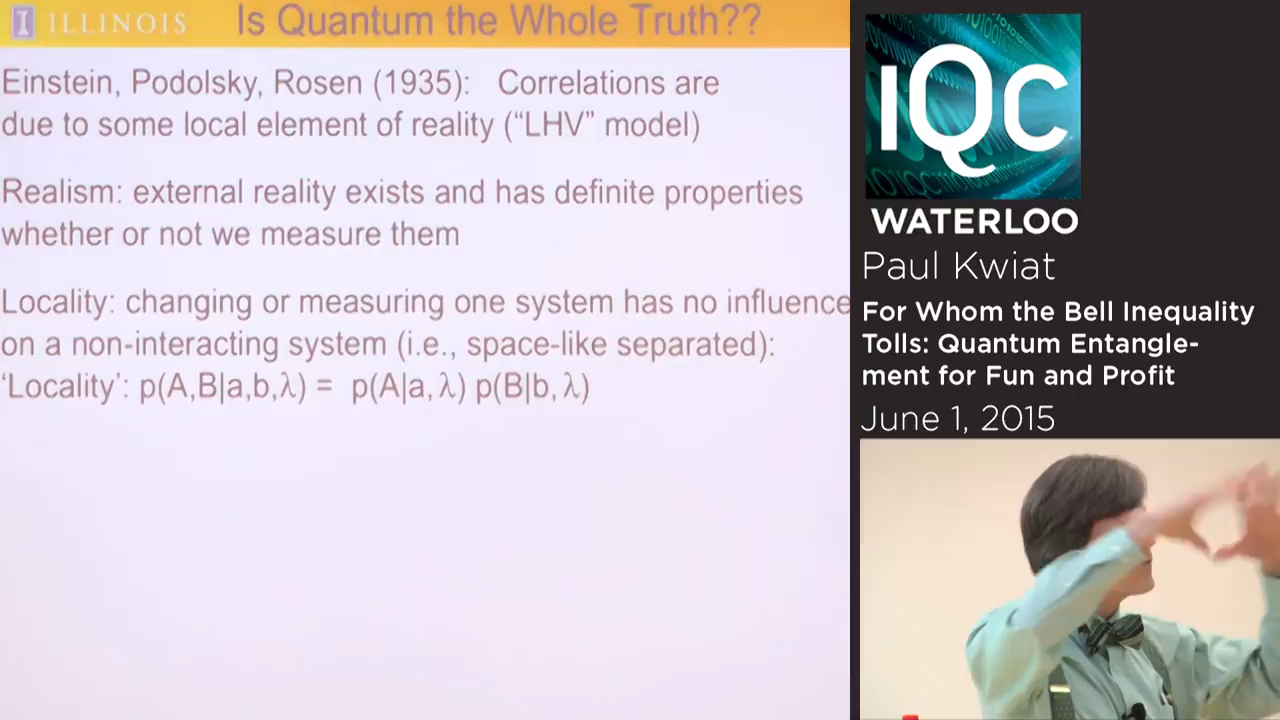 ILLINOIS
Is Quantum the Whole Truth??
Einstein, Podolsky, Rosen (1935): Correlations are
due to some local element of reality (“LHV” model)
Realism: external reality exists and has definite properties
whether or not we measure them
Locality: changing or measuring one system has no influence
on a non-interacting system (i.e., space-like separated):
‘Locality’: p(A,B|a,b,λ) = p(A|a,λ) p(B|b,λ)
IQC
WATERLOO
Paul Kwiat
For Whom the Bell Inequality
Tolls: Quantum Entangle-
ment for Fun and Profit
June 1, 2015